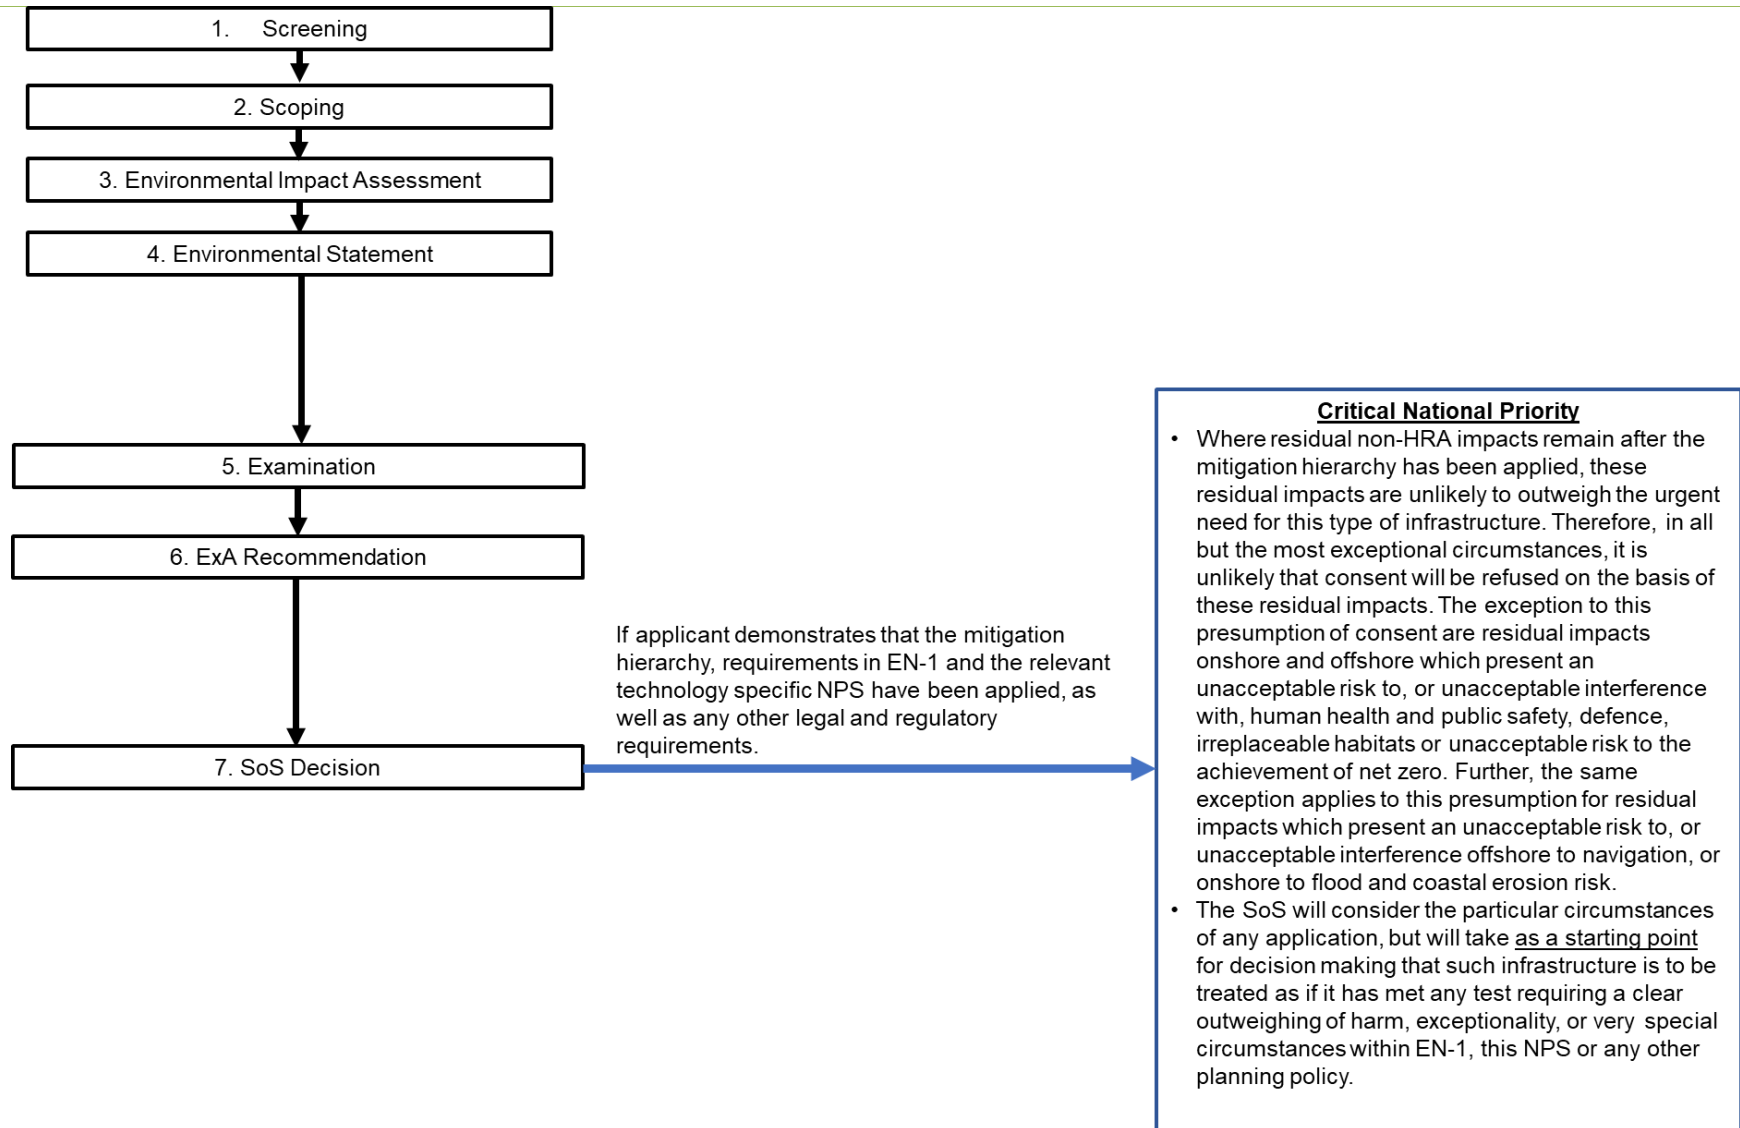 1. Screening
2. Scoping
3. Environmental Impact Assessment
4. Environmental Statement
5. Examination
6. ExA Recommendation
7. SoS Decision
If applicant demonstrates that the mitigation
hierarchy, requirements in EN-1 and the relevant
technology specific NPS have been applied, as
well as any other legal and regulatory
requirements.
Critical National Priority
• Where residual non-HRA impacts remain after the
mitigation hierarchy has been applied, these
residual impacts are unlikely to outweigh the urgent
need for this type of infrastructure. Therefore, in all
but the most exceptional circumstances, it is
unlikely that consent will be refused on the basis of
these residual impacts. The exception to this
presumption of consent are residual impacts
onshore and offshore which present an
unacceptable risk to, or unacceptable interference
with, human health and public safety, defence,
irreplaceable habitats or unacceptable risk to the
achievement of net zero. Further, the same
exception applies to this presumption for residual
impacts which present an unacceptable risk to, or
unacceptable interference offshore to navigation, or
onshore to flood and coastal erosion risk.
• The SoS will consider the particular circumstances
of any application, but will take as a starting point
for decision making that such infrastructure is to be
treated as if it has met any test requiring a clear
outweighing of harm, exceptionality, or very special
circumstances within EN-1, this NPS or any other
planning policy.